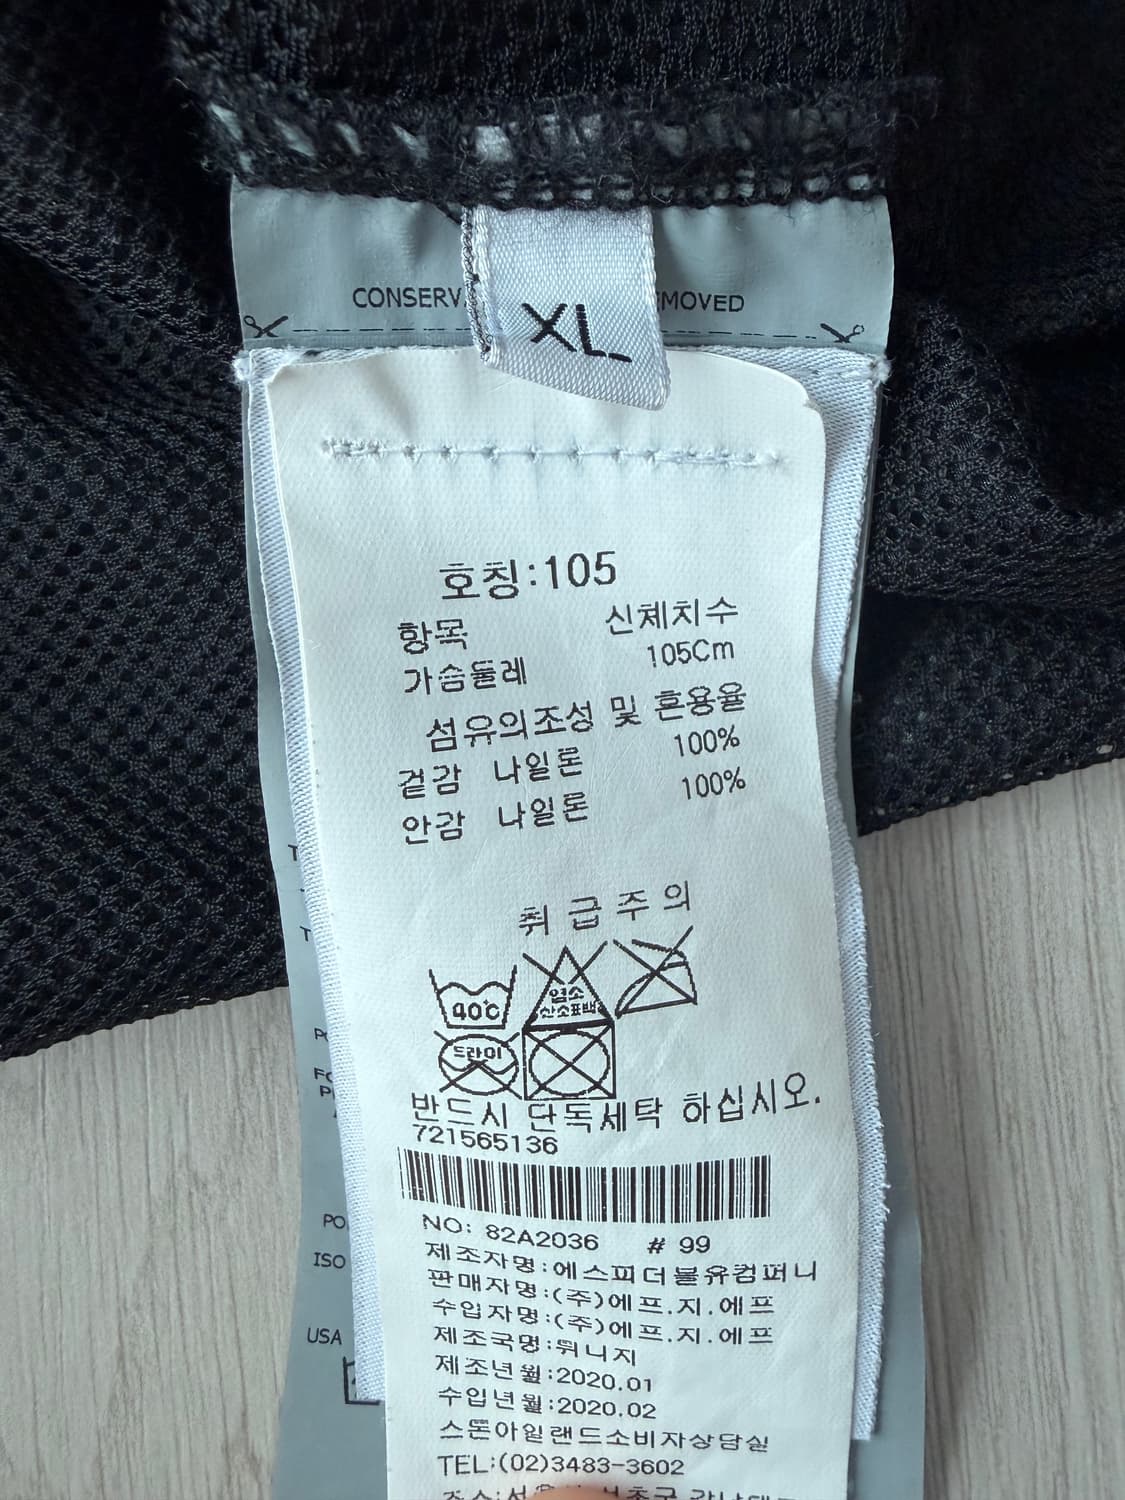 CONSERV
MOVED
XL
호칭:105
항목 신체치수
가슴둘레 105Cm
섬유의조성 및 혼용율
겉감 나일론 100%
안감 나일론 100%
취급주의
40℃
염소
산소표백
드라이
반드시 단독세탁 하십시오.
721565136
NO: 82A2036 # 99
제조자명:에스피더블유컴퍼니
판매자명:(주)에프.지.에프
수입자명:(주)에프.지.에프
제조국명:튀니지
제조년월:2020.01
수입년월:2020.02
스톤아일랜드소비자상담실
TEL:(02)3483-3602
ISO
USA